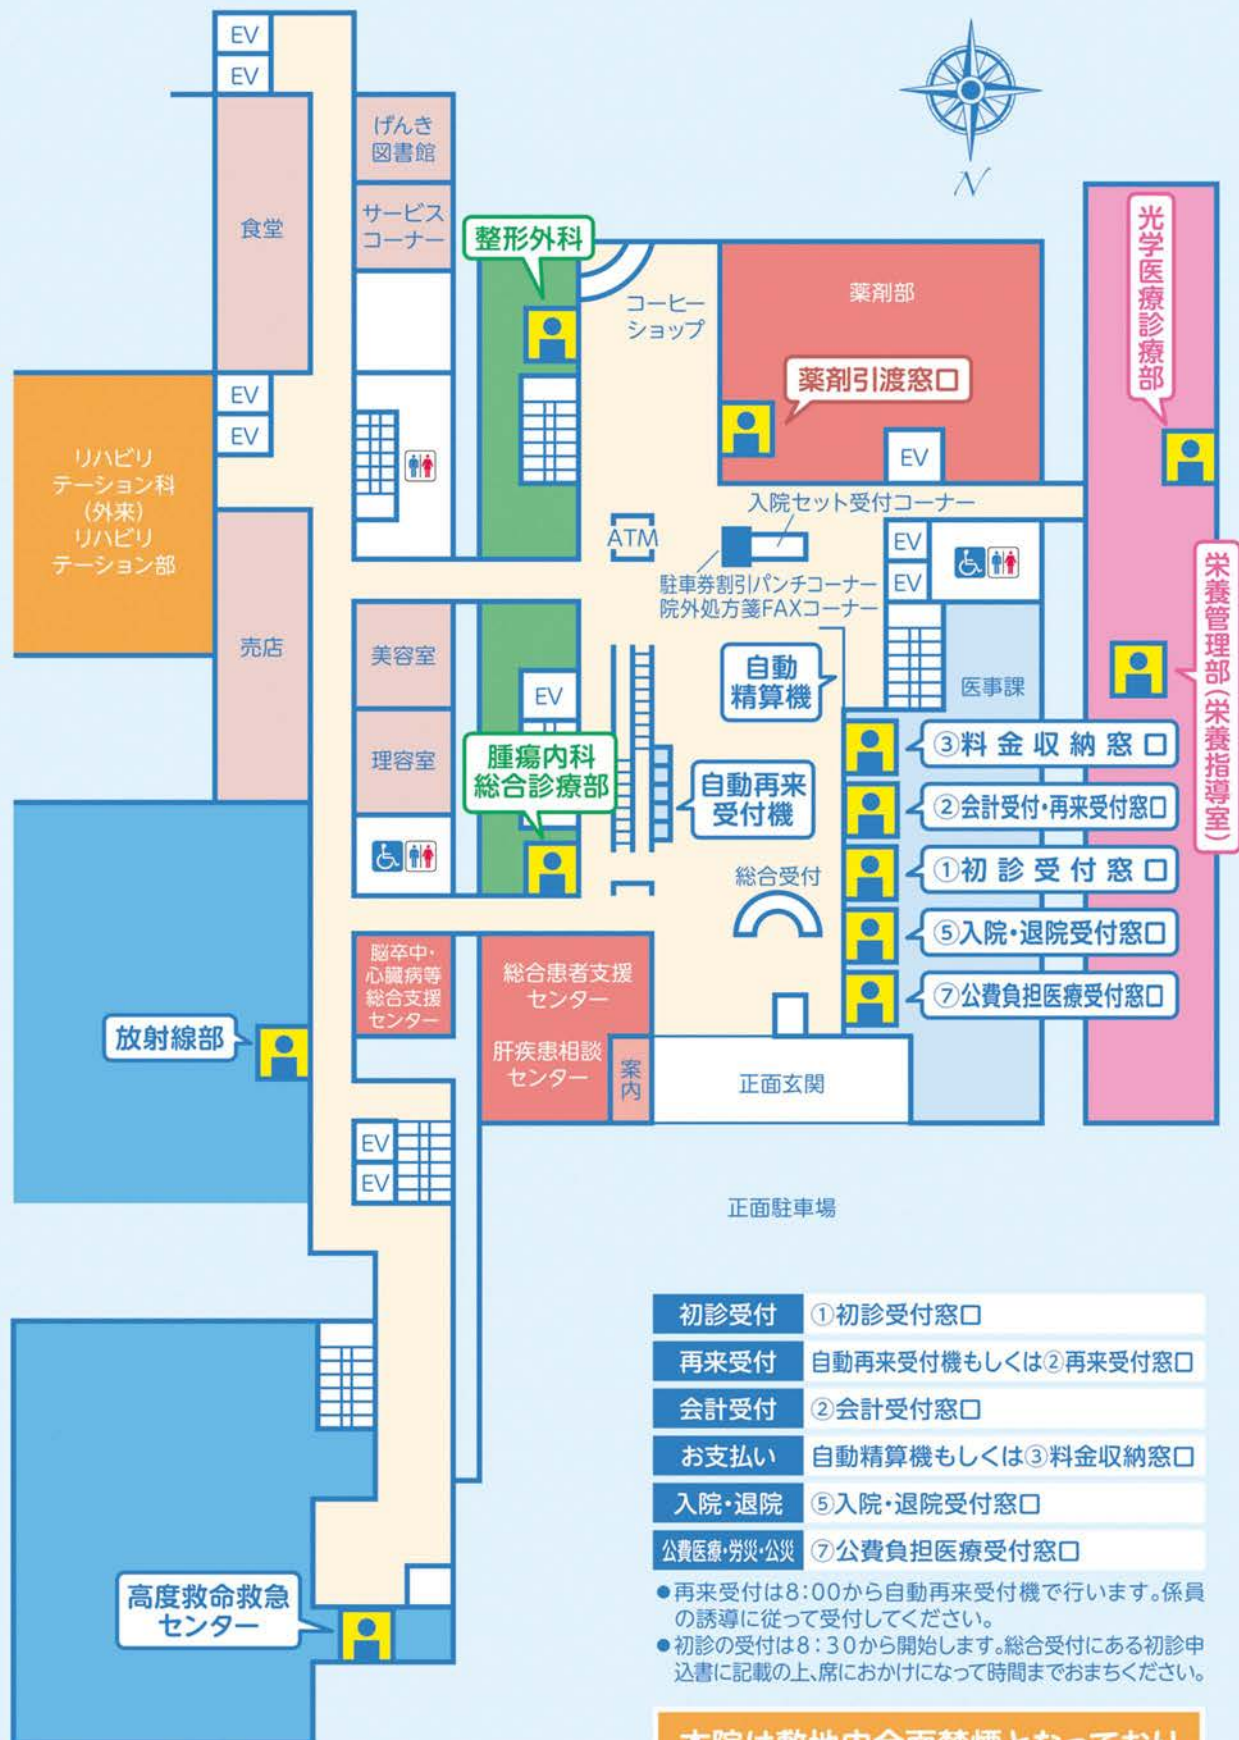 EV
EV
げんき
図書館
N
食堂
サービス
コーナー
整形外科
光学医療診療部
コーヒー
ショップ
薬剤部
薬剤引渡窓口
EV
EV
リハビリ
テーション科
(外来)
リハビリ
テーション部
EV
入院セット受付コーナー
ATM
EV
EV
駐車券割引パンチコーナー
院外処方箋FAXコーナー
栄養管理部(栄養指導室)
売店
美容室
自動
精算機
医事課
EV
③料金収納窓口
理容室
腫瘍内科
総合診療部
自動再来
受付機
②会計受付・再来受付窓口
①初診受付窓口
総合受付
⑤入院・退院受付窓口
脳卒中・
心臓病等
総合支援
センター
総合患者支援
センター
⑦公費負担医療受付窓口
放射線部
肝疾患相談
センター
案内
正面玄関
EV
EV
正面駐車場
初診受付 ①初診受付窓口
再来受付 自動再来受付機もしくは②再来受付窓口
会計受付 ②会計受付窓口
お支払い 自動精算機もしくは③料金収納窓口
入院・退院 ⑤入院・退院受付窓口
公費医療・労災・公災 ⑦公費負担医療受付窓口
高度救命救急
センター
●再来受付は8:00から自動再来受付機で行います。係員
の誘導に従って受付してください。
●初診の受付は8:30から開始します。総合受付にある初診申
込書に記載の上、席におかけになって時間までおまちください。
本院は敷地内全面禁煙となっており